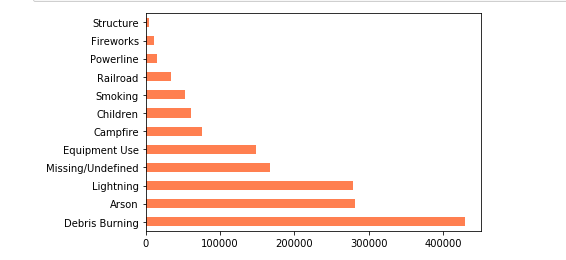 Structure
Fireworks
Powerline
Railroad
Smoking
Children
Campfire
Equipment Use
Missing/Undefined
Lightning
Arson
Debris Burning
0 100000 200000 300000 400000